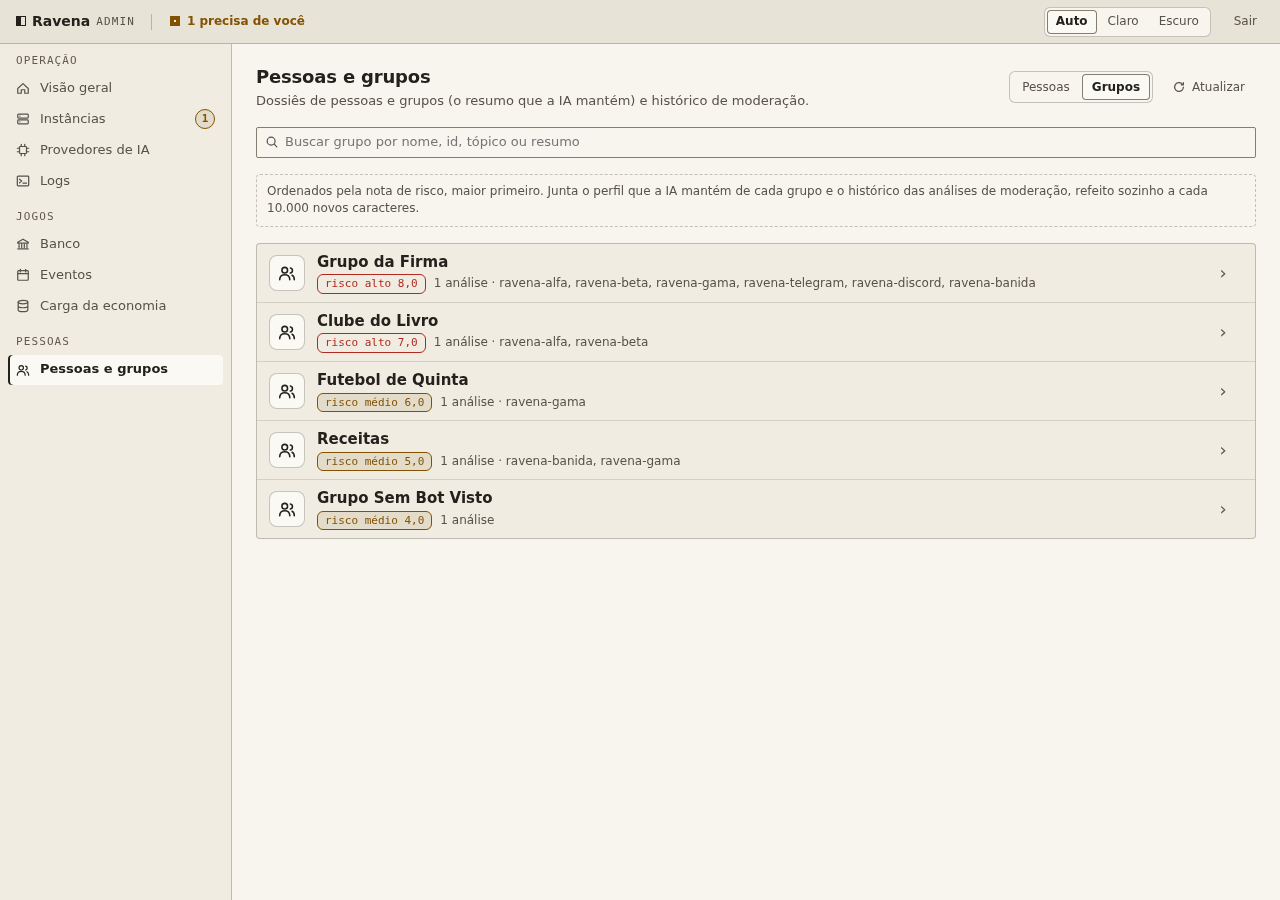 Ravena ADMIN
1 precisa de você
Auto Claro Escuro Sair
OPERAÇÃO
Visão geral
Instâncias 1
Provedores de IA
Logs
JOGOS
Banco
Eventos
Carga da economia
PESSOAS
Pessoas e grupos
Pessoas e grupos
Dossiês de pessoas e grupos (o resumo que a IA mantém) e histórico de moderação.
Pessoas Grupos Atualizar
Buscar grupo por nome, id, tópico ou resumo
Ordenados pela nota de risco, maior primeiro. Junta o perfil que a IA mantém de cada grupo e o histórico das análises de moderação, refeito sozinho a cada
10.000 novos caracteres.
Grupo da Firma
risco alto 8,0 1 análise · ravena-alfa, ravena-beta, ravena-gama, ravena-telegram, ravena-discord, ravena-banida
Clube do Livro
risco alto 7,0 1 análise · ravena-alfa, ravena-beta
Futebol de Quinta
risco médio 6,0 1 análise · ravena-gama
Receitas
risco médio 5,0 1 análise · ravena-banida, ravena-gama
Grupo Sem Bot Visto
risco médio 4,0 1 análise